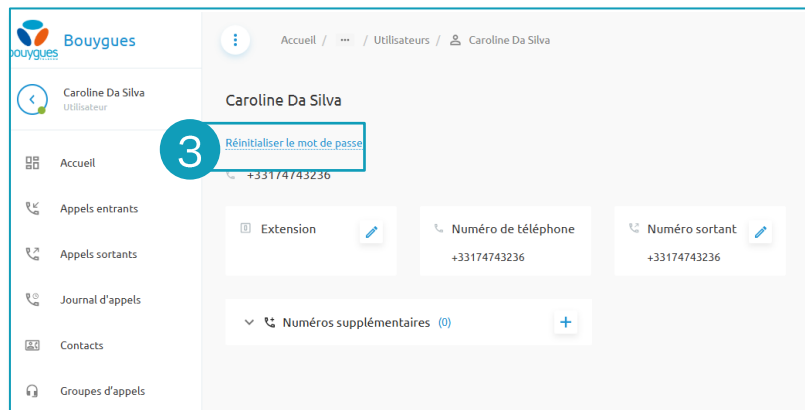 Bouygues
Accueil / ··· / Utilisateurs / Caroline Da Silva
bouygues
Caroline Da Silva
Utilisateur
Caroline Da Silva
3
Réinitialiser le mot de passe
+33174743236
Accueil
Appels entrants
Appels sortants
Journal d'appels
Contacts
Groupes d'appels
Extension
Numéro de téléphone
+33174743236
Numéro sortant
+33174743236
Numéros supplémentaires (0)
+